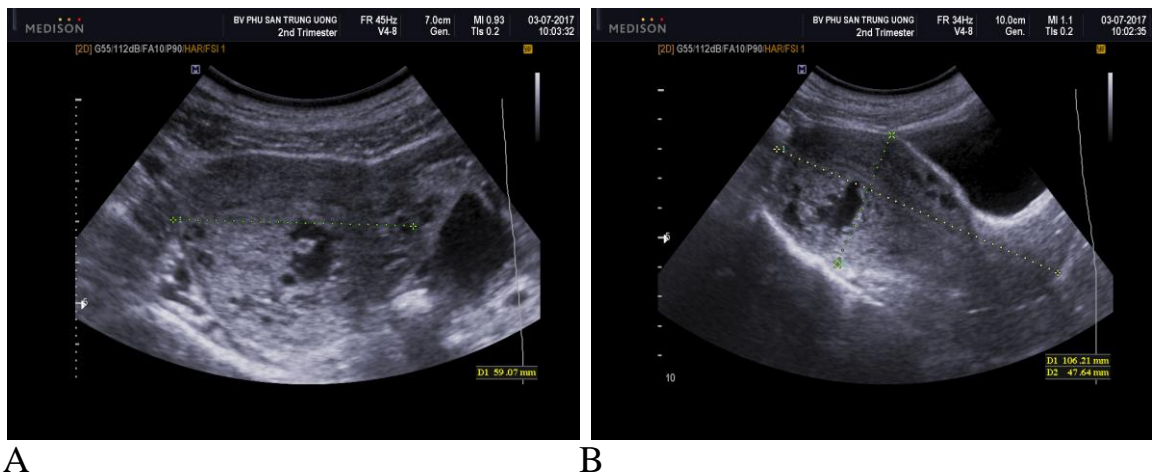 MEDISON
BV PHU SAN TRUNG UONG
2nd Trimester
FR 45Hz
V4-8
7.0cm
Gen.
MI 0.93
TIs 0.2
03-07-2017
10:03:32
[2D] G55/112dB/FA10/P90/HAR/FSI 1
M
5
D1 59.07 mm
A
MEDISON
BV PHU SAN TRUNG UONG
2nd Trimester
FR 34Hz
V4-8
10.0cm
Gen.
MI 1.1
TIs 0.2
03-07-2017
10:02:35
[2D] G55/112dB/FA10/P90/HAR/FSI 1
M
5
10
D1 106.21 mm
D2 47.64 mm
B